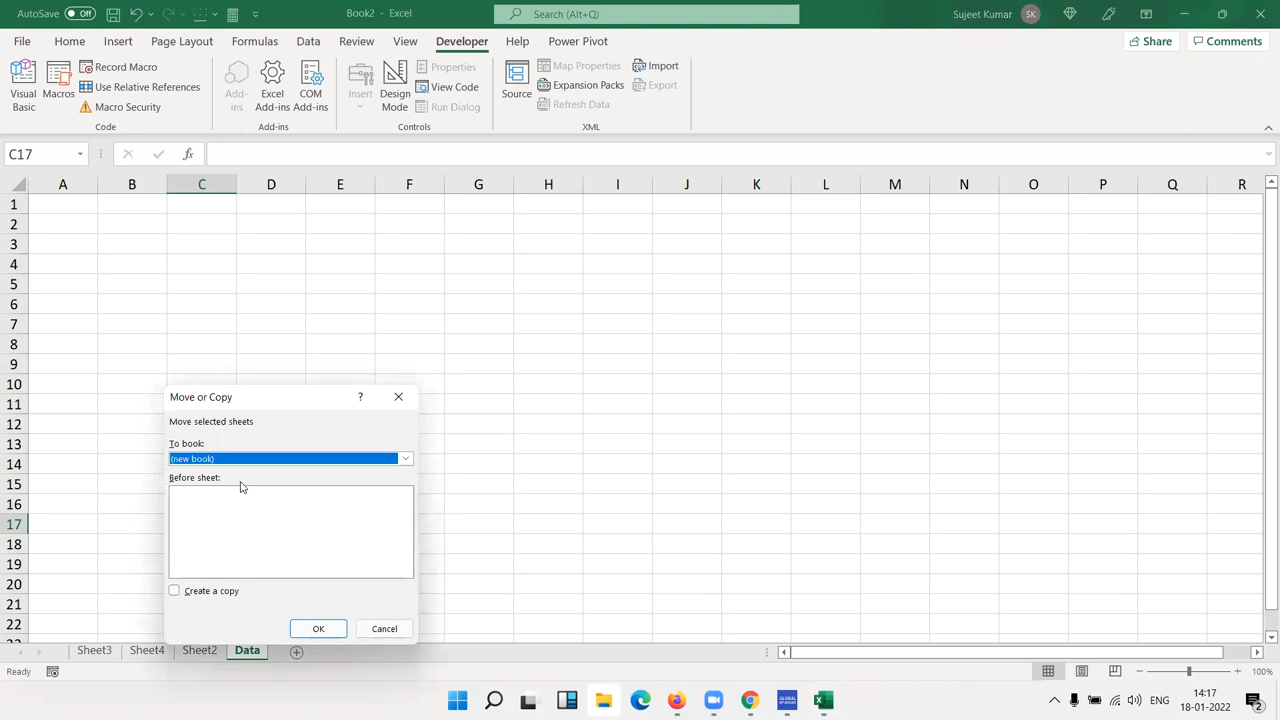 AutoSave Off Book2 - Excel Search (Alt+Q) Sujeet Kumar SK
File Home Insert Page Layout Formulas Data Review View Developer Help Power Pivot Share Comments
Visual Basic
Macros
Record Macro
Use Relative References
Macro Security
Code
Add-ins
Excel Add-ins
COM Add-ins
Add-ins
Insert
Design Mode
Properties
View Code
Run Dialog
Controls
Source
Map Properties
Expansion Packs
Refresh Data
Import
Export
XML
C17 fx
A B C D E F G H I J K L M N O P Q R
1
2
3
4
5
6
7
8
9
10
11
12
13
14
15
16
17
18
19
20
21
22
23
Move or Copy ?
Move selected sheets
To book:
(new book)
Before sheet:
Create a copy
OK Cancel
Sheet3 Sheet4 Sheet2 Data
Ready 100%
GLOBAL
ENG 14:17
18-01-2022 2